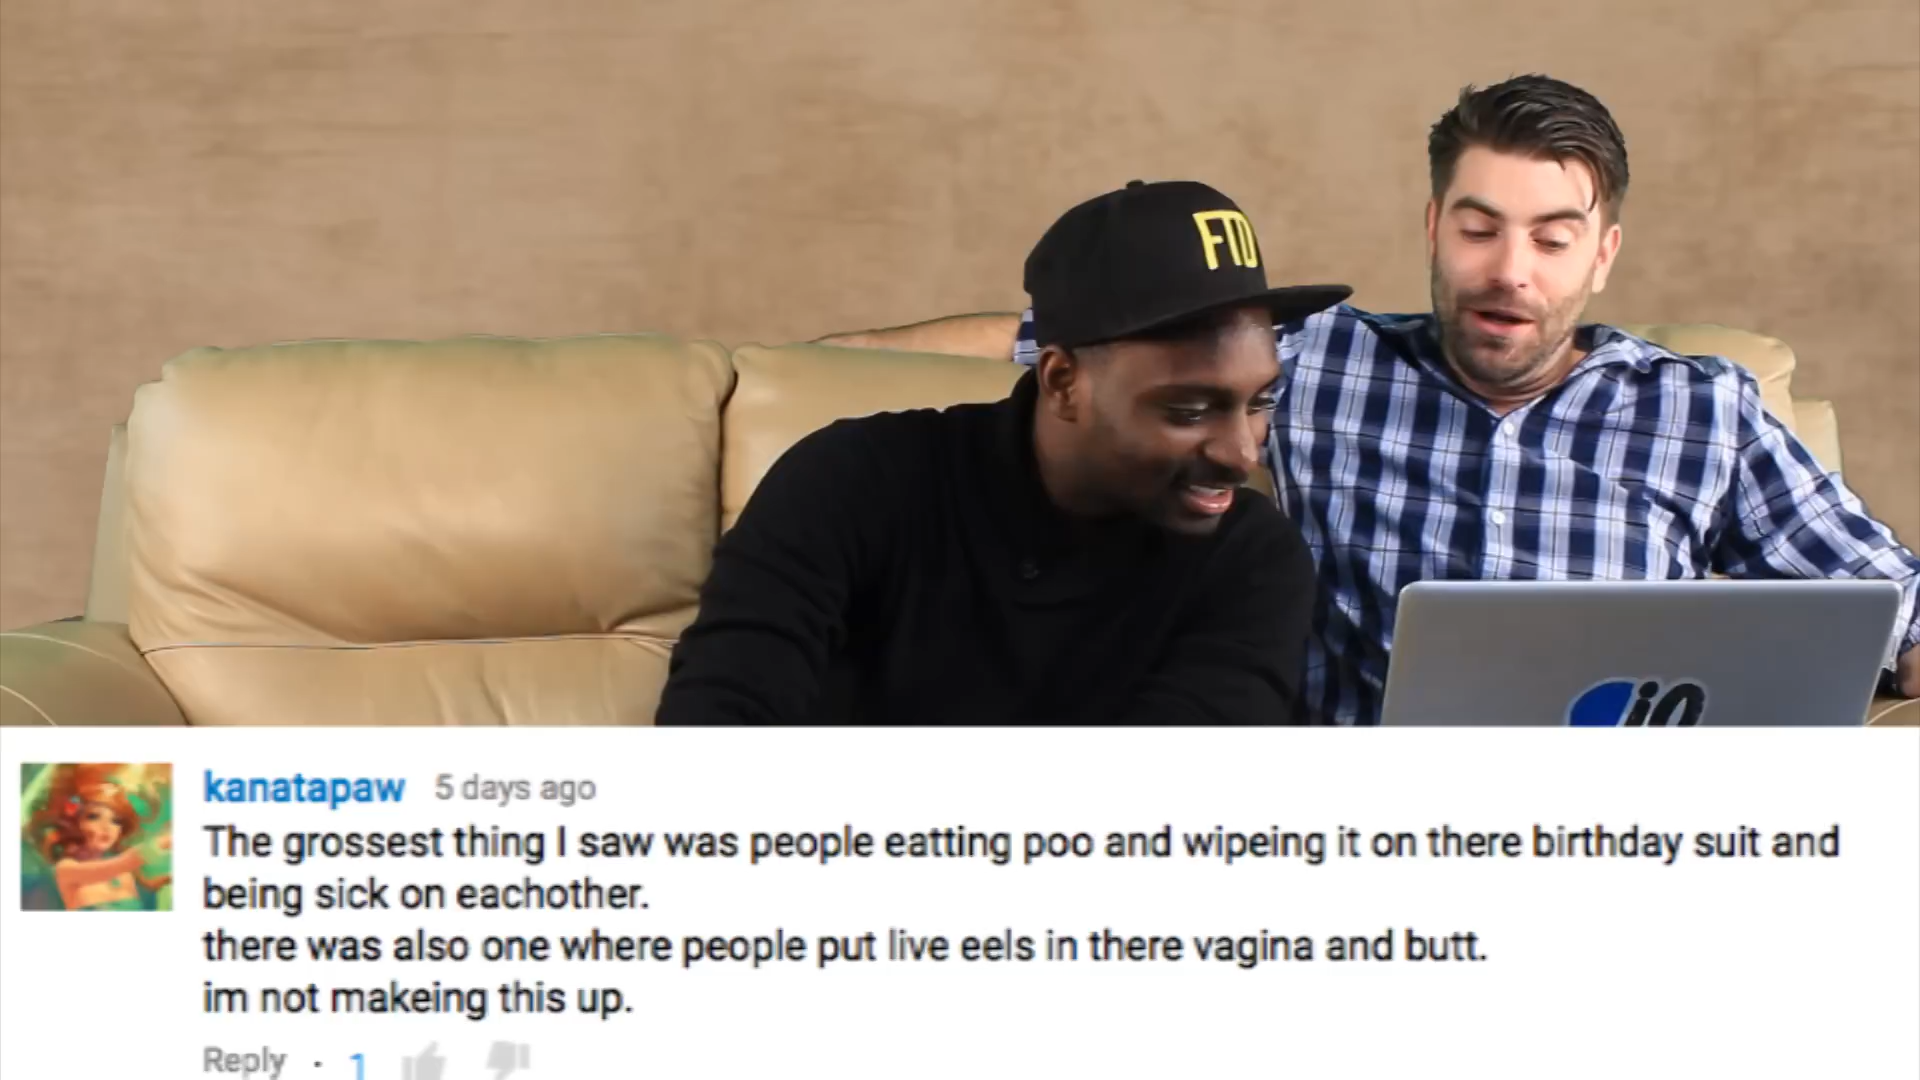 FTD
iO
kanatapaw 5 days ago
The grossest thing I saw was people eatting poo and wipeing it on there birthday suit and
being sick on eachother.
there was also one where people put live eels in there vagina and butt.
im not makeing this up.
Reply · 1